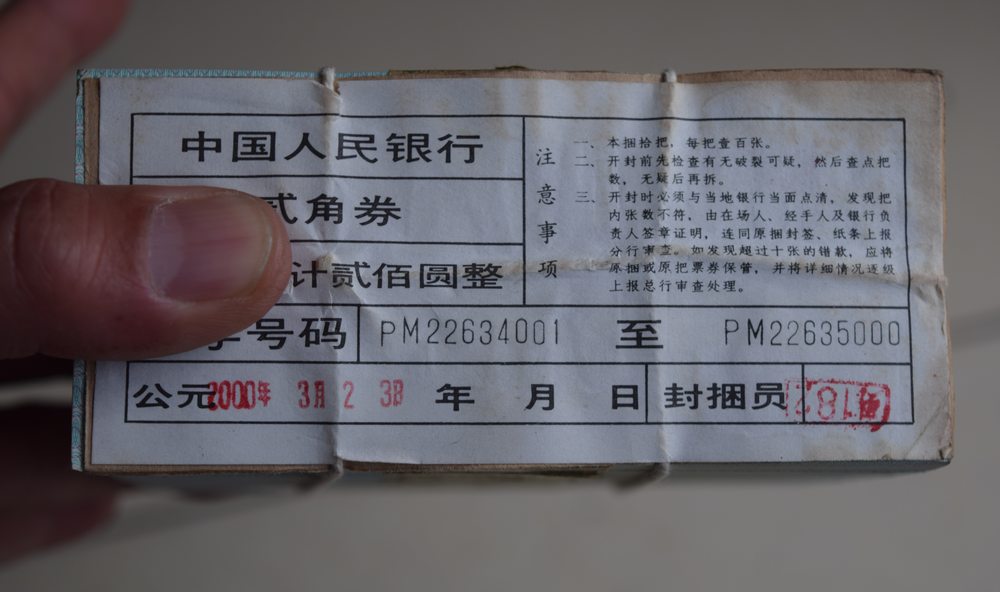 中国人民银行
贰角券
计贰佰圆整
注意事项
一、本捆拾把，每把壹百张。
二、开封前先检查有无破裂可疑，然后查点把
数，无疑后再拆。
三、开封时必须与当地银行当面点清，发现把
内张数不符，由在场人、经手人及银行负
责人签章证明，连同原捆封签、纸条上报
分行审查。如发现超过十张的错款，应将
原捆或原把票券保管，并将详细情况逐级
上报总行审查处理。
字号码 PM22634001 至 PM22635000
公元2000年 3月 2 3日 年 月 日 封捆员